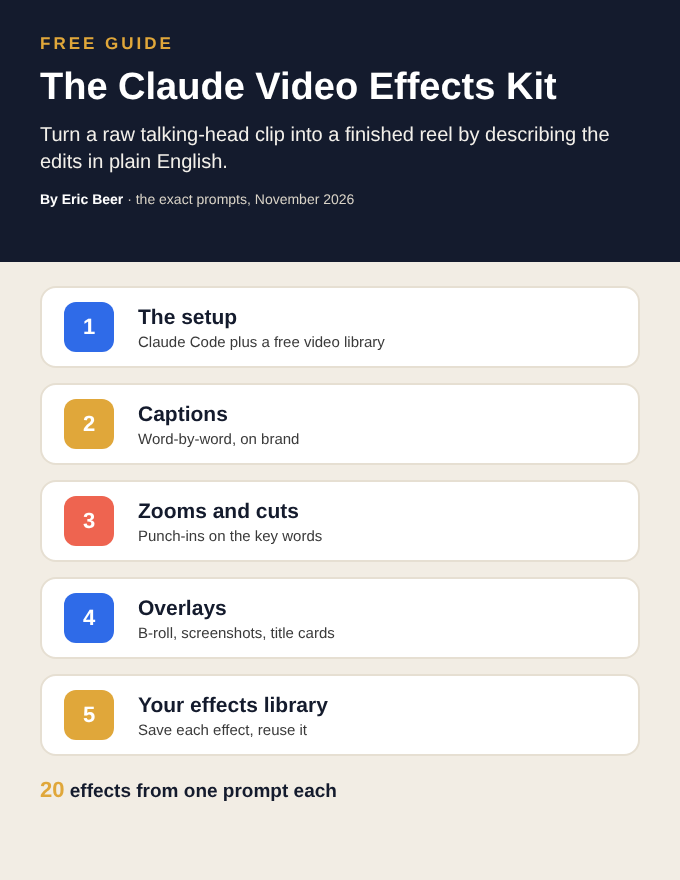 FREE GUIDE
The Claude Video Effects Kit
Turn a raw talking-head clip into a finished reel by describing the
edits in plain English.
By Eric Beer · the exact prompts, November 2026
1
The setup
Claude Code plus a free video library
2
Captions
Word-by-word, on brand
3
Zooms and cuts
Punch-ins on the key words
4
Overlays
B-roll, screenshots, title cards
5
Your effects library
Save each effect, reuse it
20 effects from one prompt each